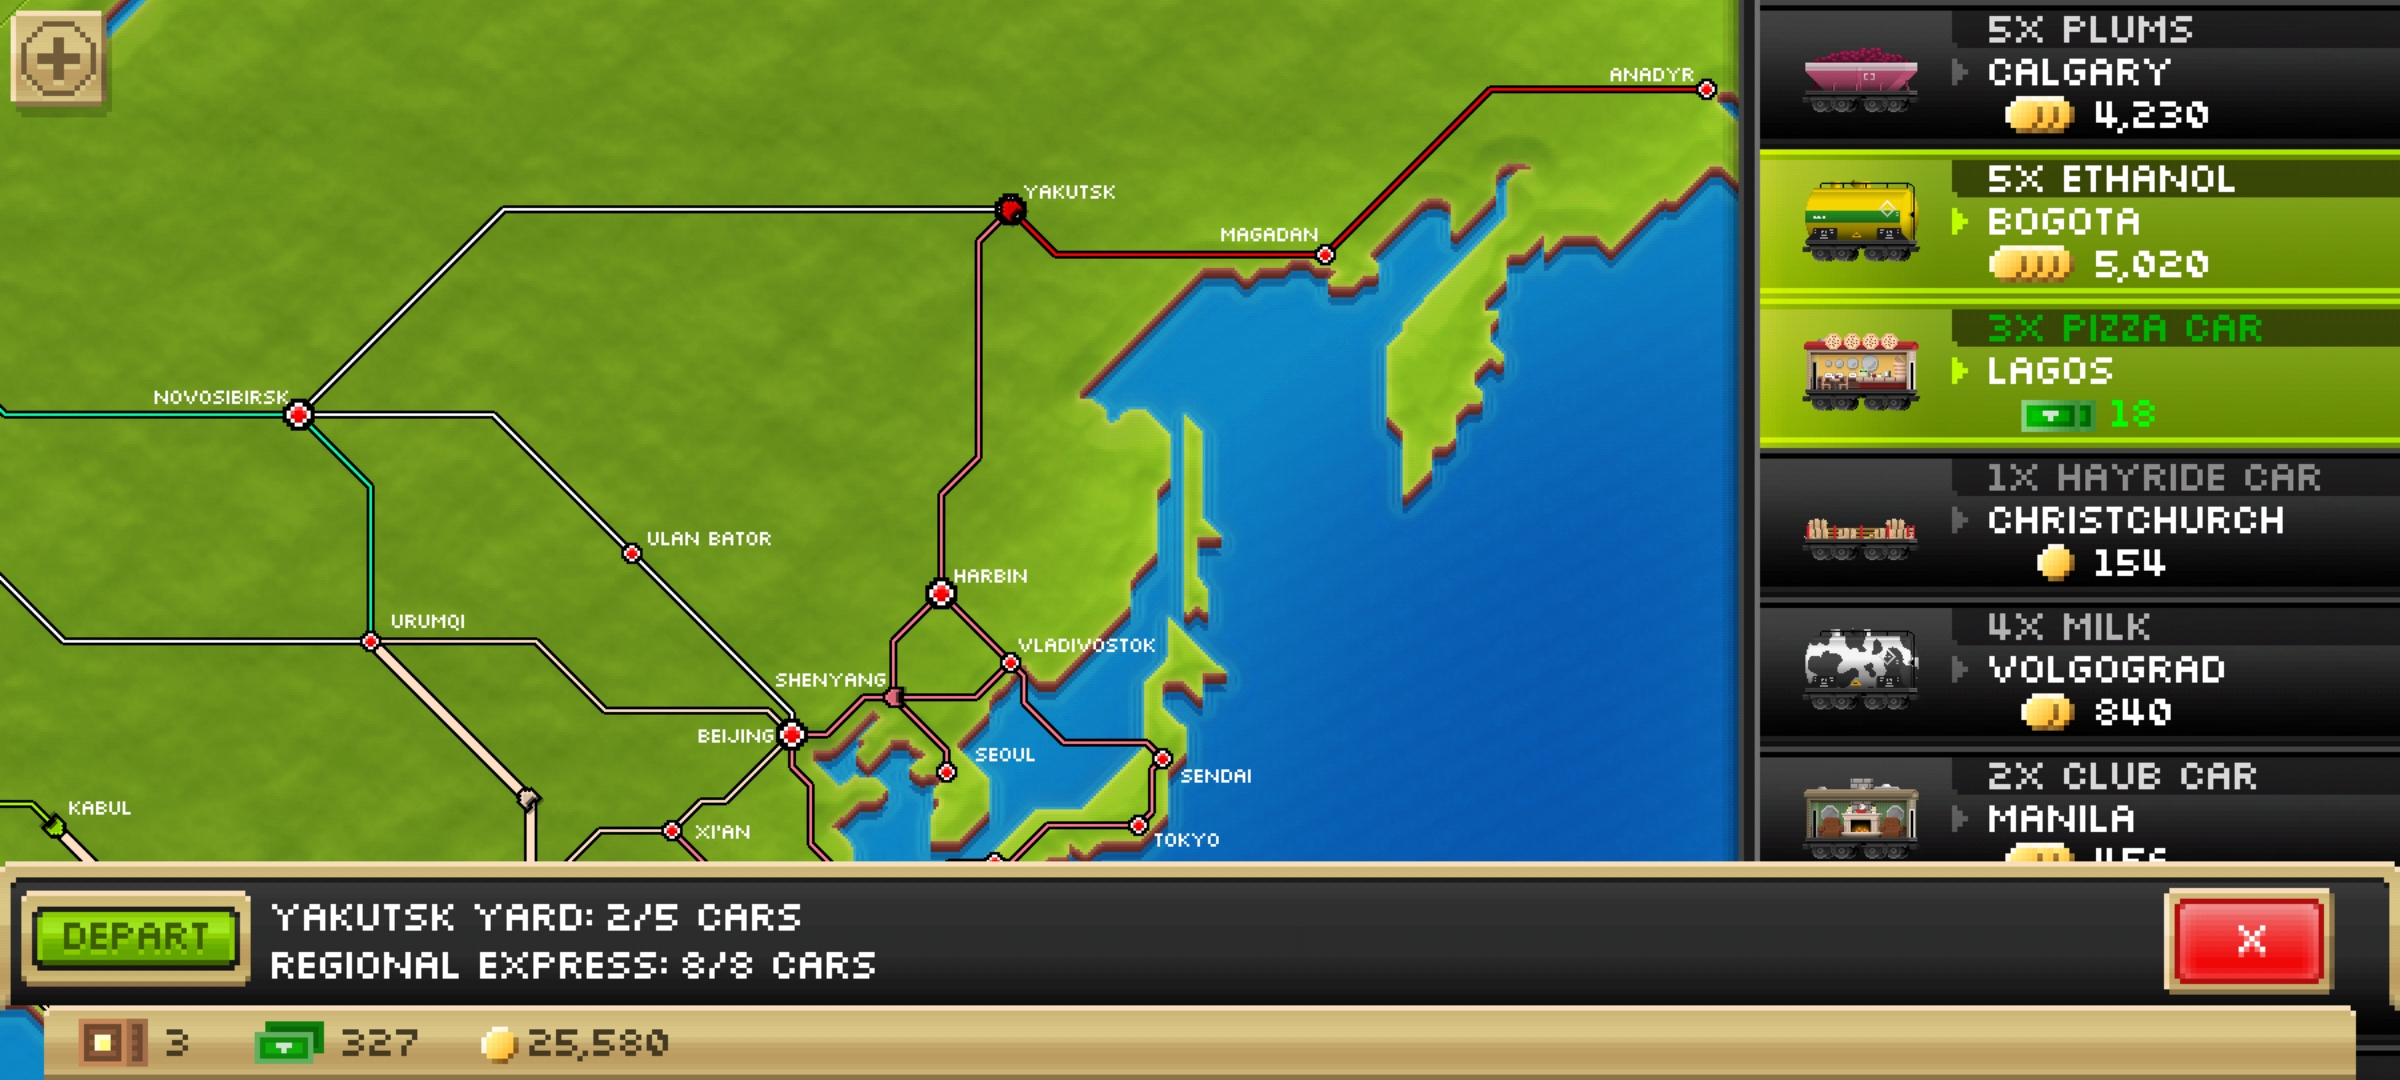 ANADYR
YAKUTSK
MAGADAN
NOVOSIBIRSK
ULAN BATOR
HARBIN
URUMQI
VLADIVOSTOK
SHENYANG
BEIJING
SEOUL
SENDAI
KABUL
XI'AN
TOKYO
5X PLUMS
CALGARY
4,230
5X ETHANOL
BOGOTA
5,020
3X PIZZA CAR
LAGOS
18
1X HAYRIDE CAR
CHRISTCHURCH
154
4X MILK
VOLGOGRAD
840
2X CLUB CAR
MANILA
DEPART
YAKUTSK YARD: 2/5 CARS
REGIONAL EXPRESS: 8/8 CARS
X
3
327
25,580